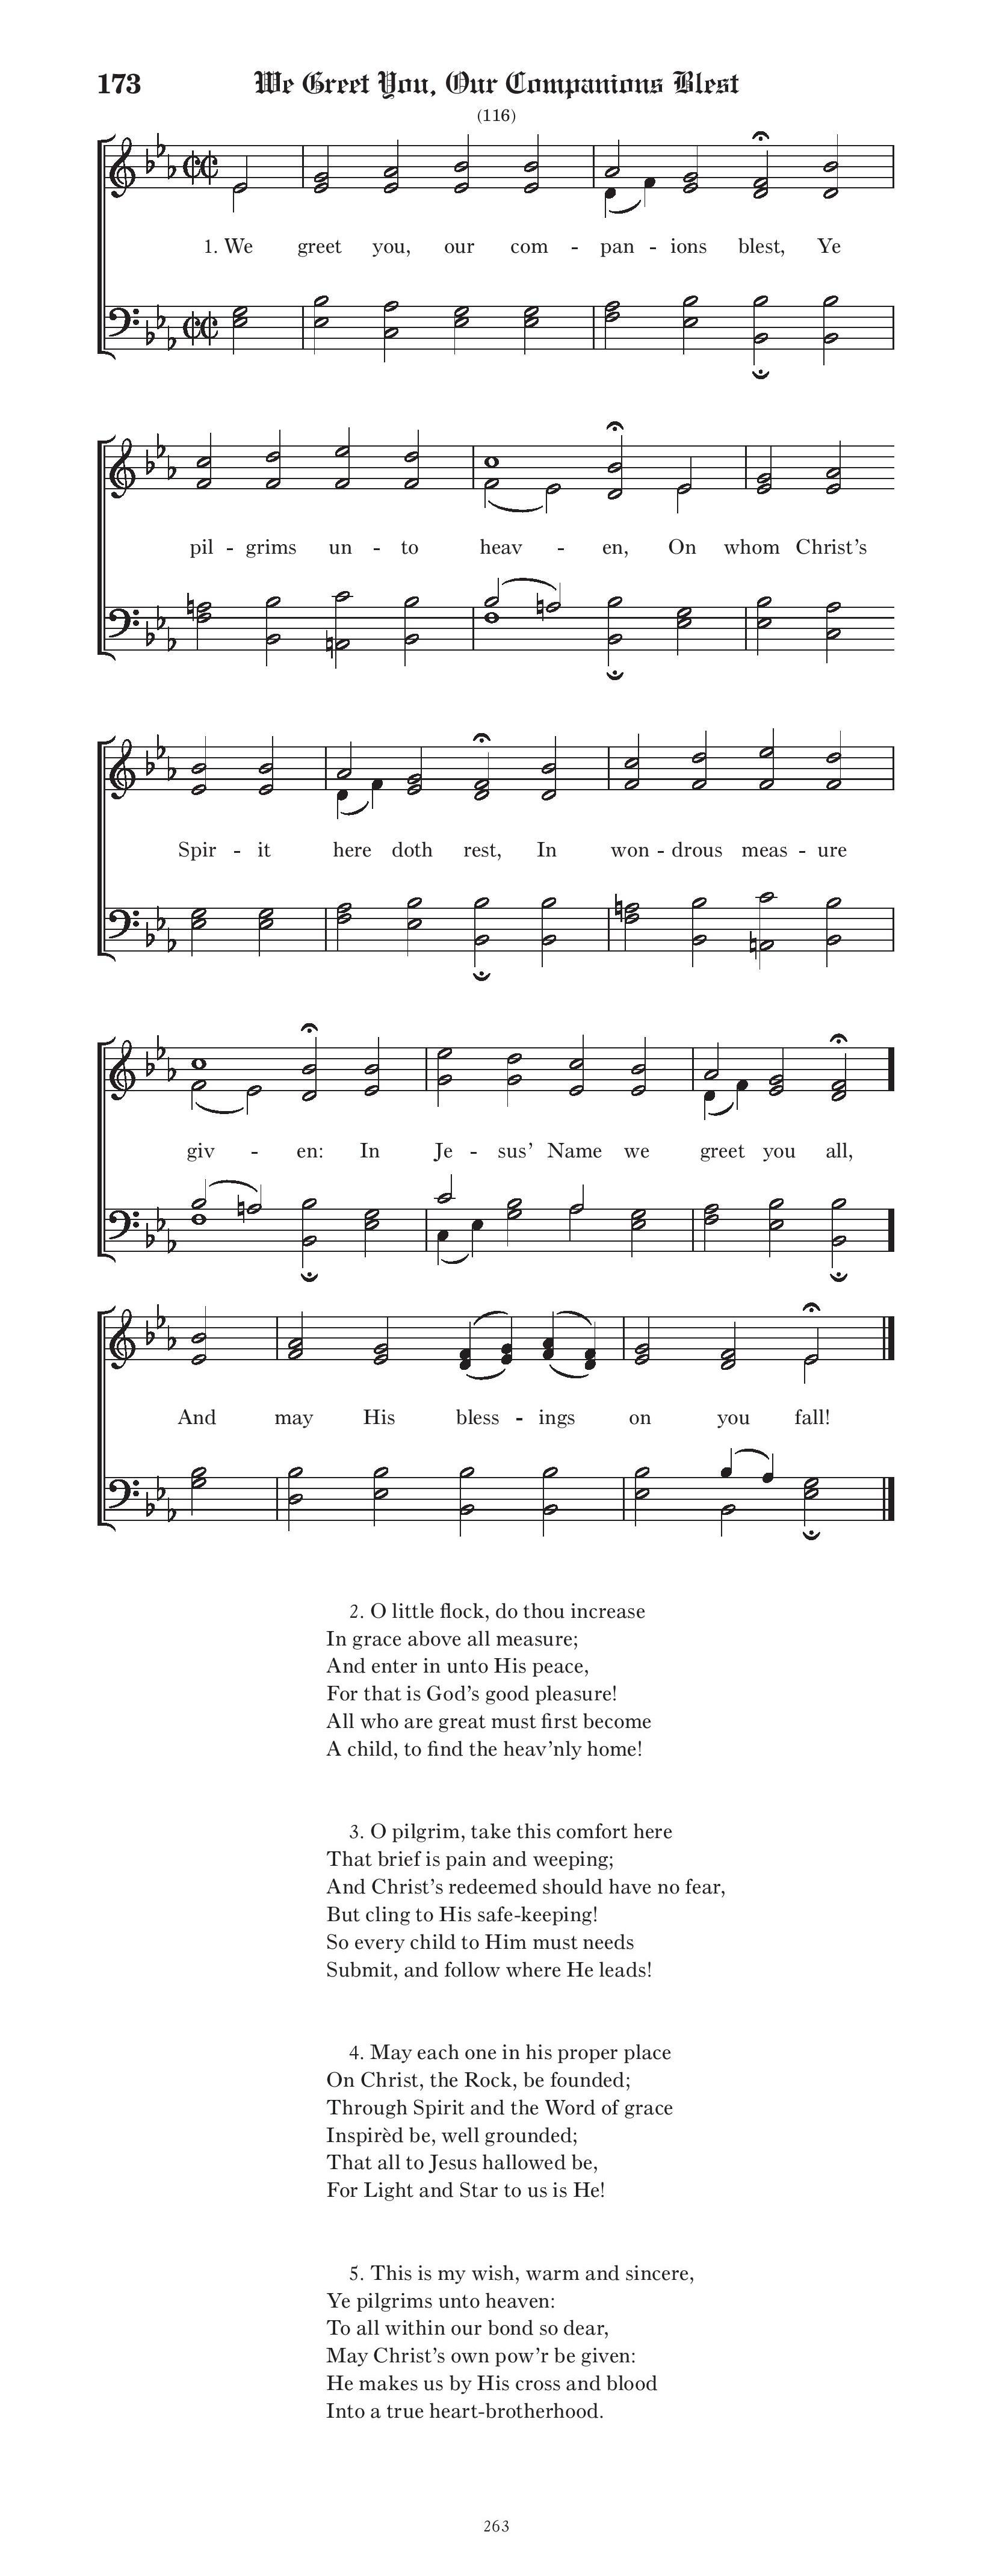 173 We Greet You, Our Companions Blest
(116)
1. We greet you, our com - pan - ions blest, Ye
pil - grims un - to heav - en, On whom Christ’s
Spir - it here doth rest, In won - drous meas - ure
giv - en: In Je - sus’ Name we greet you all,
And may His bless - ings on you fall!
2. O little flock, do thou increase
In grace above all measure;
And enter in unto His peace,
For that is God’s good pleasure!
All who are great must first become
A child, to find the heav’nly home!
3. O pilgrim, take this comfort here
That brief is pain and weeping;
And Christ’s redeemed should have no fear,
But cling to His safe-keeping!
So every child to Him must needs
Submit, and follow where He leads!
4. May each one in his proper place
On Christ, the Rock, be founded;
Through Spirit and the Word of grace
Inspirèd be, well grounded;
That all to Jesus hallowed be,
For Light and Star to us is He!
5. This is my wish, warm and sincere,
Ye pilgrims unto heaven:
To all within our bond so dear,
May Christ’s own pow’r be given:
He makes us by His cross and blood
Into a true heart-brotherhood.
263